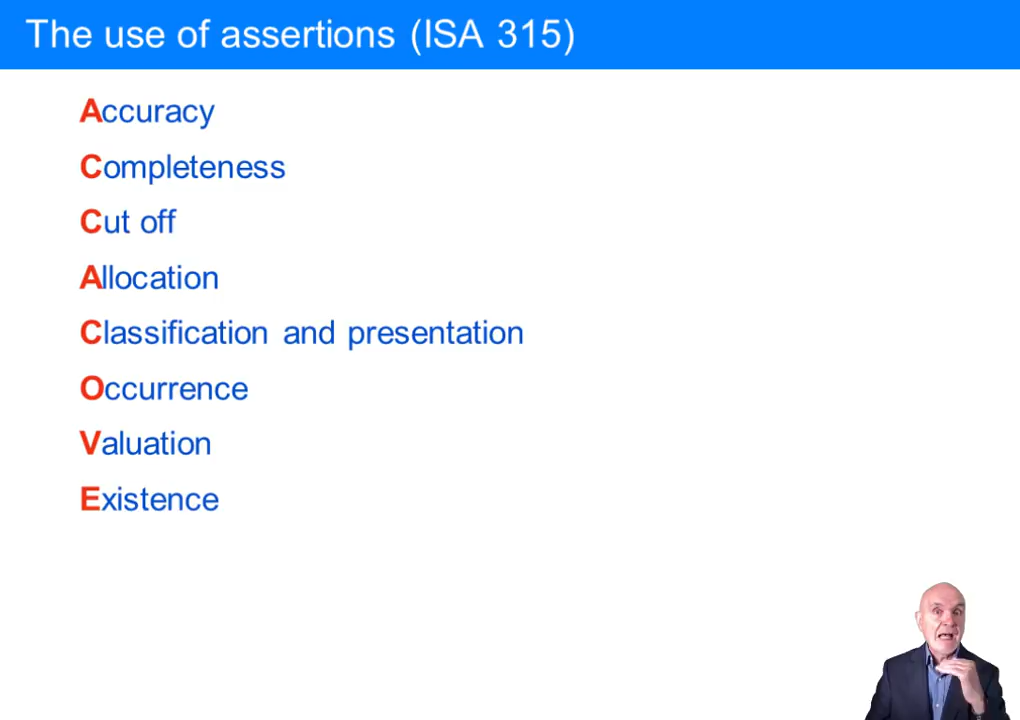 The use of assertions (ISA 315)
Accuracy
Completeness
Cut off
Allocation
Classification and presentation
Occurrence
Valuation
Existence